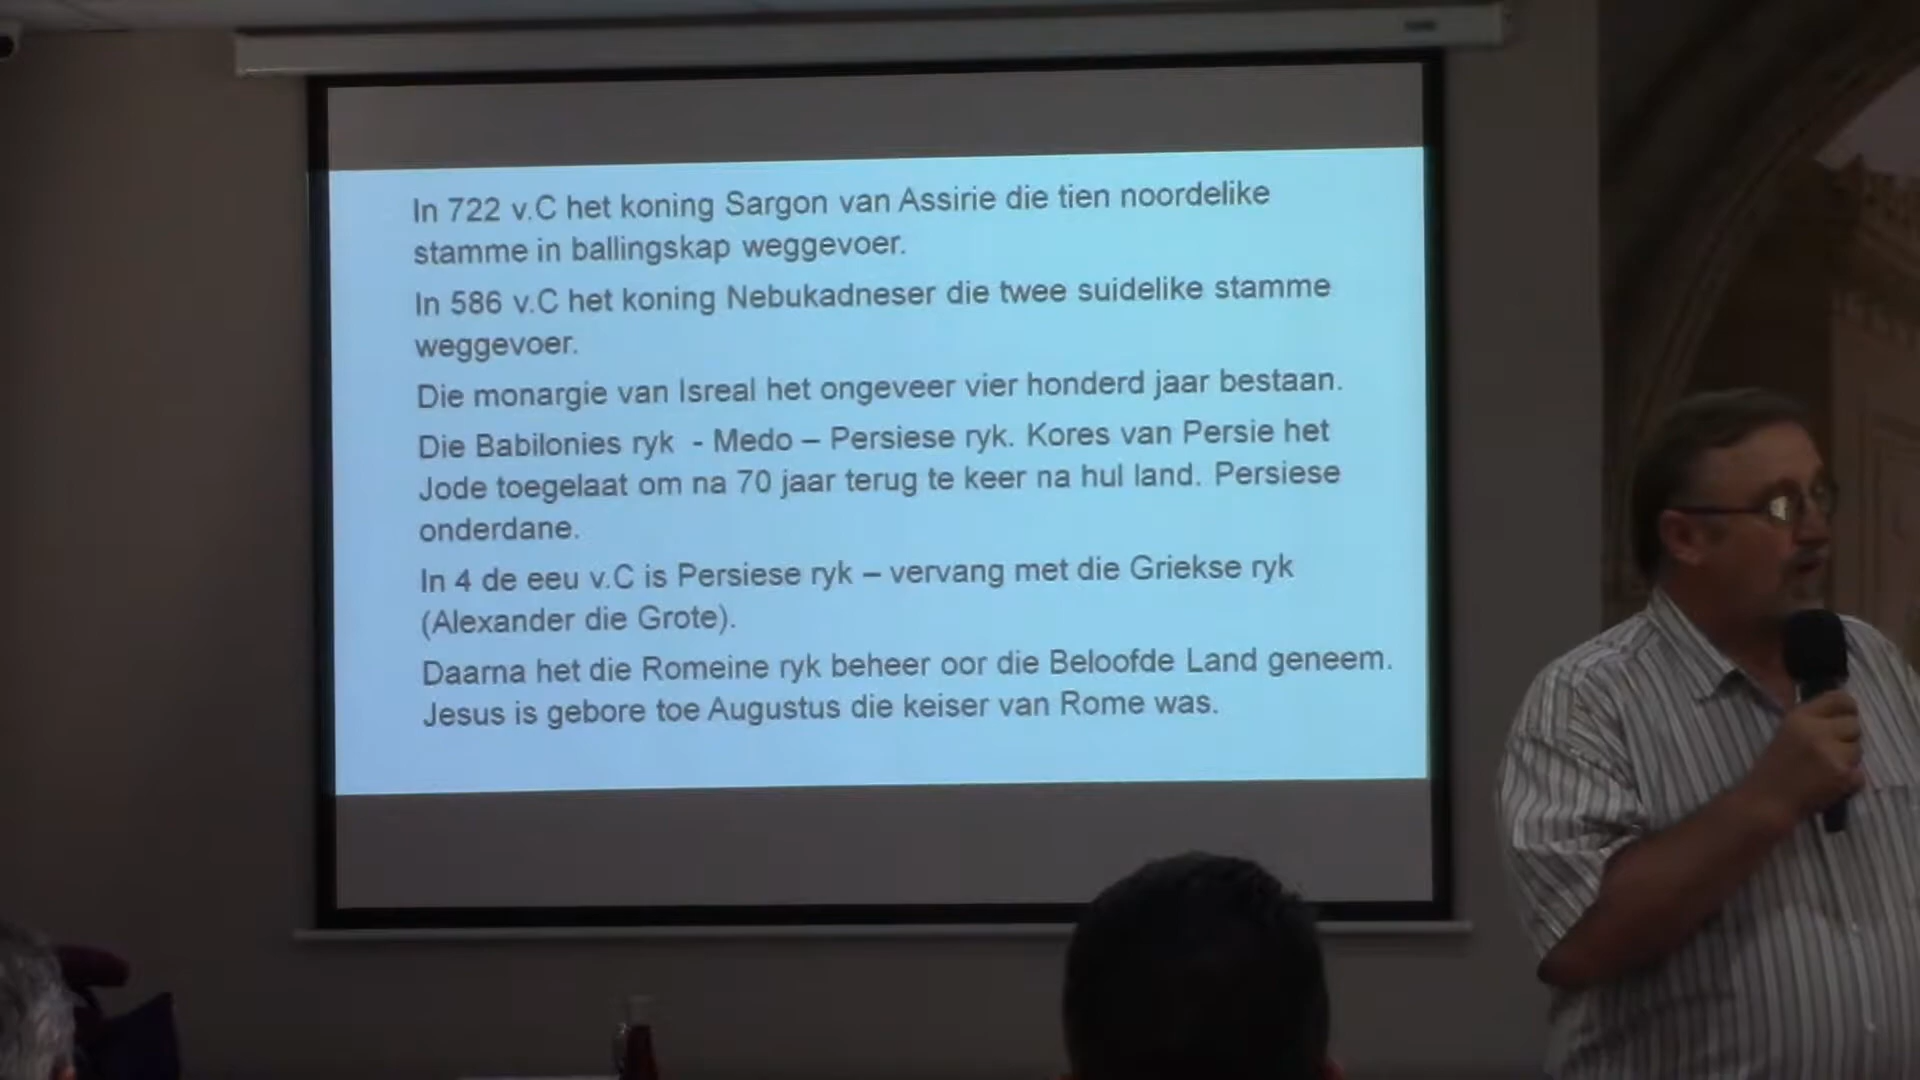 In 722 v.C het koning Sargon van Assirie die tien noordelike
stamme in ballingskap weggevoer.
In 586 v.C het koning Nebukadneser die twee suidelike stamme
weggevoer.
Die monargie van Isreal het ongeveer vier honderd jaar bestaan.
Die Babilonies ryk - Medo – Persiese ryk. Kores van Persie het
Jode toegelaat om na 70 jaar terug te keer na hul land. Persiese
onderdane.
In 4 de eeu v.C is Persiese ryk – vervang met die Griekse ryk
(Alexander die Grote).
Daarna het die Romeine ryk beheer oor die Beloofde Land geneem.
Jesus is gebore toe Augustus die keiser van Rome was.